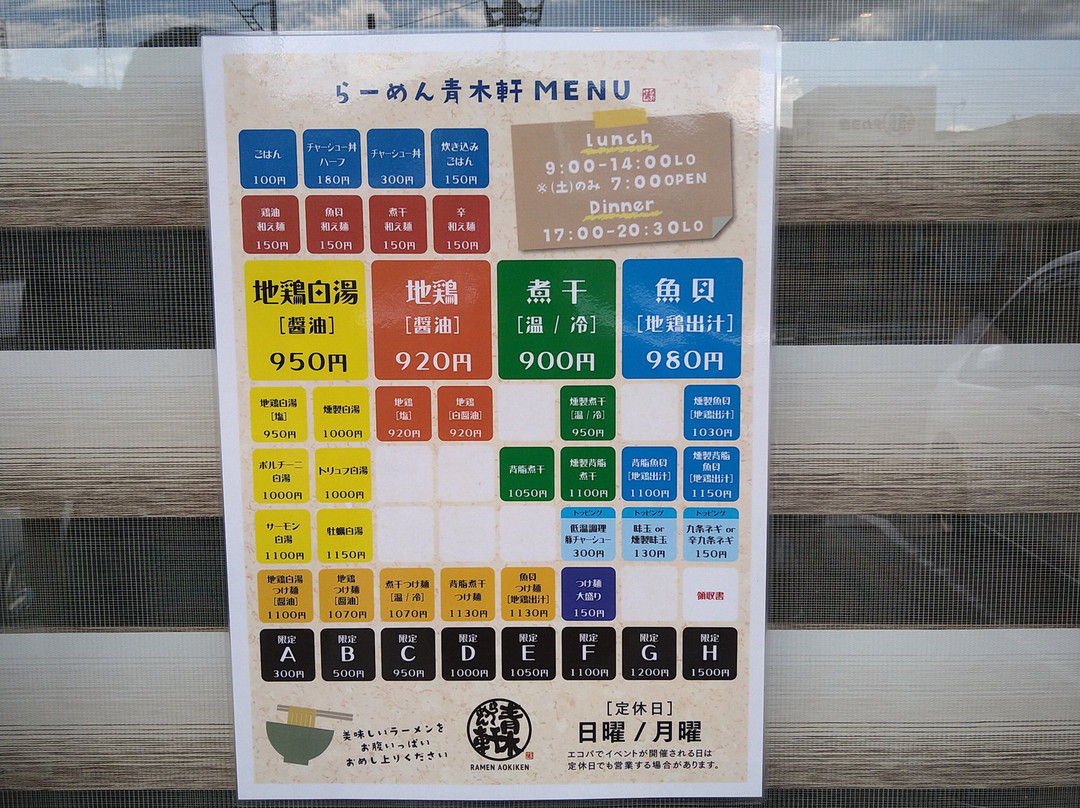 らーめん青木軒MENU
Lunch
9:00-14:00LO
※(土)のみ 7:00OPEN
Dinner
17:00-20:30LO
ごはん
100円
チャーシュー丼
ハーフ
180円
チャーシュー丼
300円
炊き込み
ごはん
150円
鶏油
和え麺
150円
魚貝
和え麺
150円
煮干
和え麺
150円
辛
和え麺
150円
地鶏白湯
[醤油]
950円
地鶏
[醤油]
920円
煮干
[温/冷]
900円
魚貝
[地鶏出汁]
980円
地鶏白湯
[塩]
950円
燻製白湯
1000円
地鶏
[塩]
920円
地鶏
[白醤油]
920円
燻製煮干
[温/冷]
950円
燻製魚貝
[地鶏出汁]
1030円
ポルチーニ
白湯
1000円
トリュフ白湯
1000円
背脂煮干
1050円
燻製背脂
煮干
1100円
背脂魚貝
[地鶏出汁]
1100円
燻製背脂
魚貝
[地鶏出汁]
1150円
サーモン
白湯
1100円
牡蠣白湯
1150円
トッピング
低温調理
豚チャーシュー
300円
トッピング
味玉 or
燻製味玉
130円
トッピング
九条ネギ or
辛九条ネギ
150円
地鶏白湯
つけ麺
[醤油]
1100円
地鶏
つけ麺
[醤油]
1070円
煮干つけ麺
[温/冷]
1070円
背脂煮干
つけ麺
1130円
魚貝
つけ麺
[地鶏出汁]
1130円
つけ麺
大盛り
150円
領収書
限定
A
300円
限定
B
500円
限定
C
950円
限定
D
1000円
限定
E
1050円
限定
F
1100円
限定
G
1200円
限定
H
1500円
美味しいラーメンを
お腹いっぱい
おめし上りください
らーめん
青木軒
RAMEN AOKIKEN
[定休日]
日曜/月曜
エコパでイベントが開催される日は
定休日でも営業する場合があります。